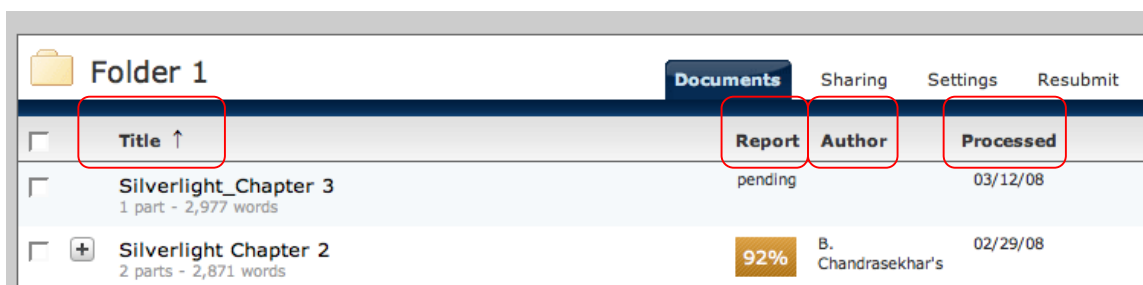 Folder 1
Documents Sharing Settings Resubmit
Title ↑ Report Author Processed
Silverlight_Chapter 3 pending 03/12/08
1 part - 2,977 words
Silverlight Chapter 2 92% B. 02/29/08
Chandrasekhar's
2 parts - 2,871 words